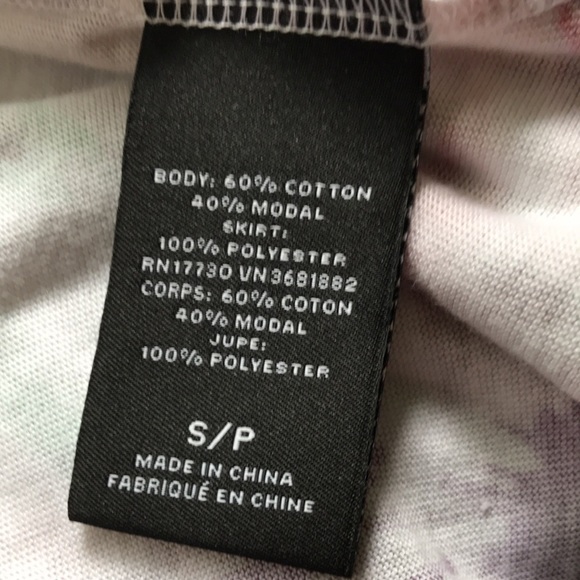 BODY: 60% COTTON
40% MODAL
SKIRT:
100% POLYESTER
RN17730 VN3681882
CORPS: 60% COTON
40% MODAL
JUPE:
100% POLYESTER
S/P
MADE IN CHINA
FABRIQUÉ EN CHINE